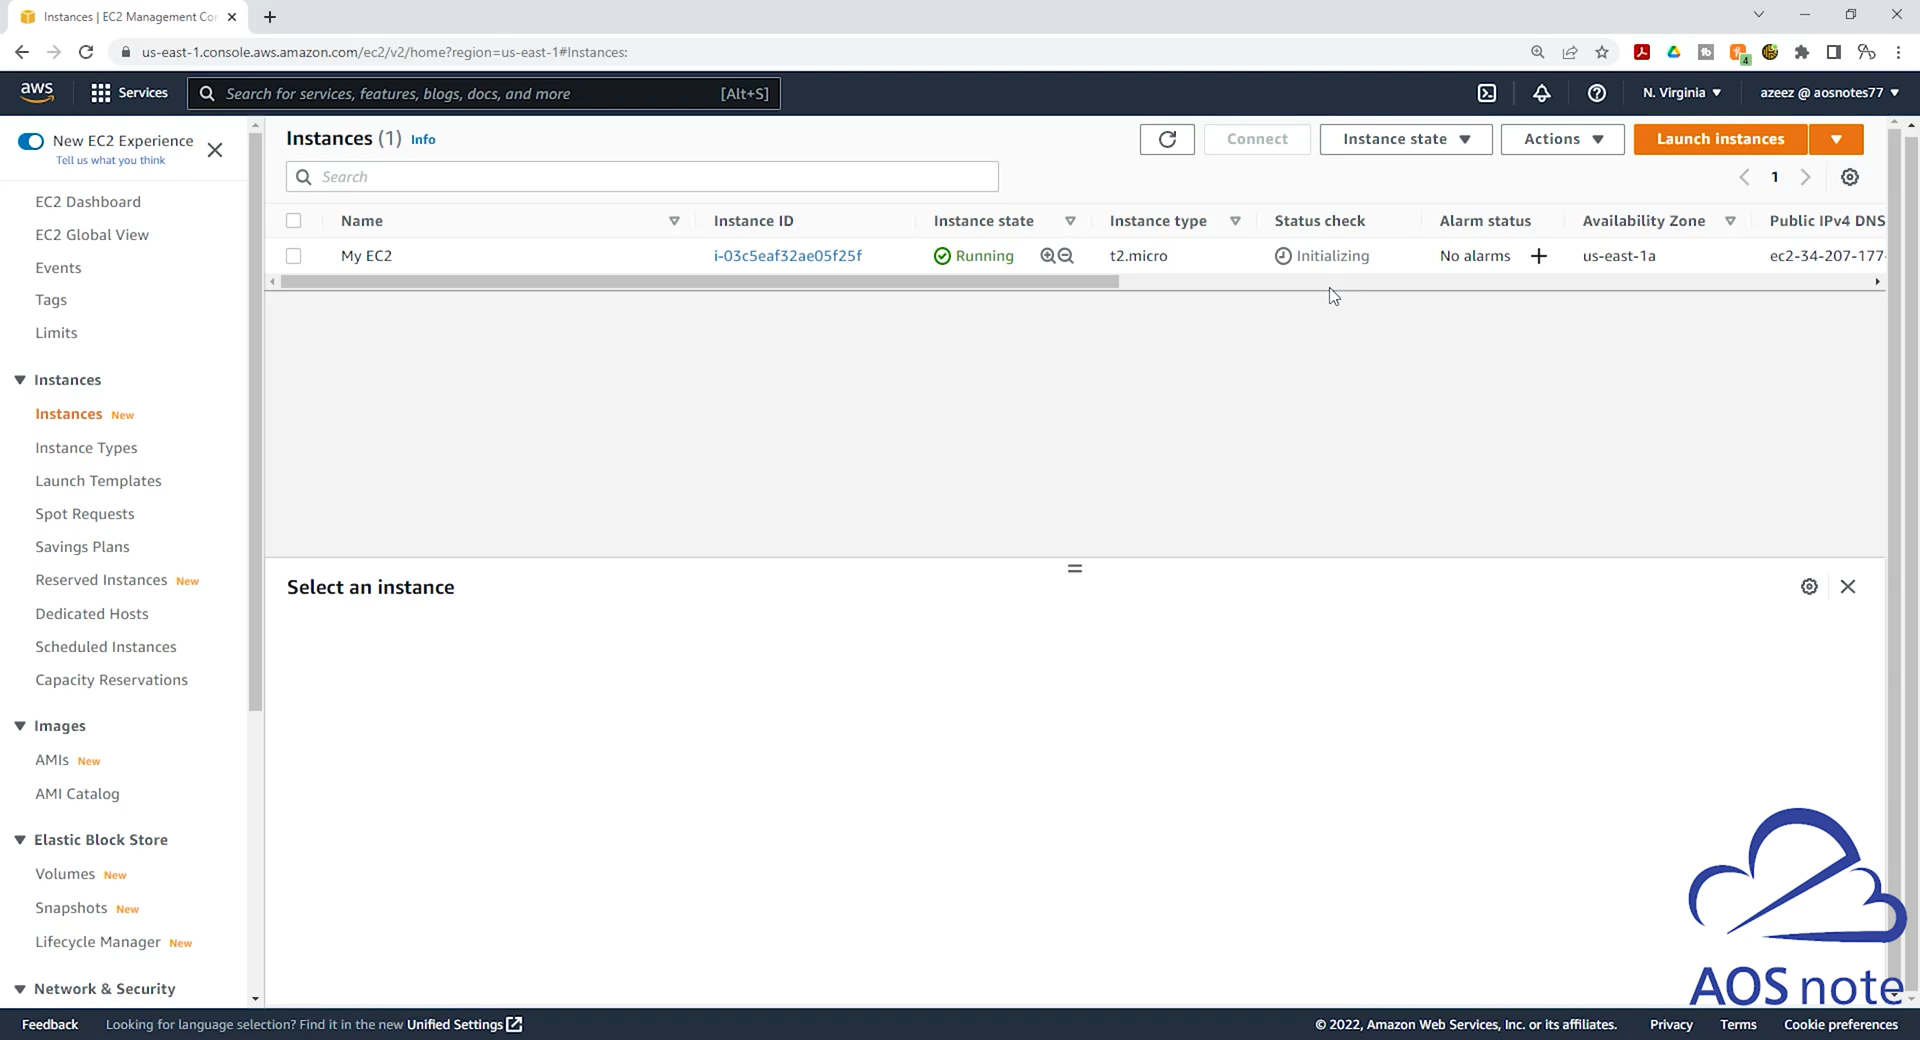 Instances | EC2 Management Cor
us-east-1.console.aws.amazon.com/ec2/v2/home?region=us-east-1#Instances:
4
aws
Services
Search for services, features, blogs, docs, and more
[Alt+S]
N. Virginia
azeez @ aosnotes77
New EC2 Experience
Tell us what you think
EC2 Dashboard
EC2 Global View
Events
Tags
Limits
Instances
Instances New
Instance Types
Launch Templates
Spot Requests
Savings Plans
Reserved Instances New
Dedicated Hosts
Scheduled Instances
Capacity Reservations
Images
AMIs New
AMI Catalog
Elastic Block Store
Volumes New
Snapshots New
Lifecycle Manager New
Network & Security
Instances (1) Info
Connect
Instance state
Actions
Launch instances
Search
1
Name Instance ID Instance state Instance type Status check Alarm status Availability Zone Public IPv4 DNS
My EC2 i-03c5eaf32ae05f25f Running t2.micro Initializing No alarms us-east-1a ec2-34-207-177-
Select an instance
AOS note
Feedback Looking for language selection? Find it in the new Unified Settings © 2022, Amazon Web Services, Inc. or its affiliates. Privacy Terms Cookie preferences